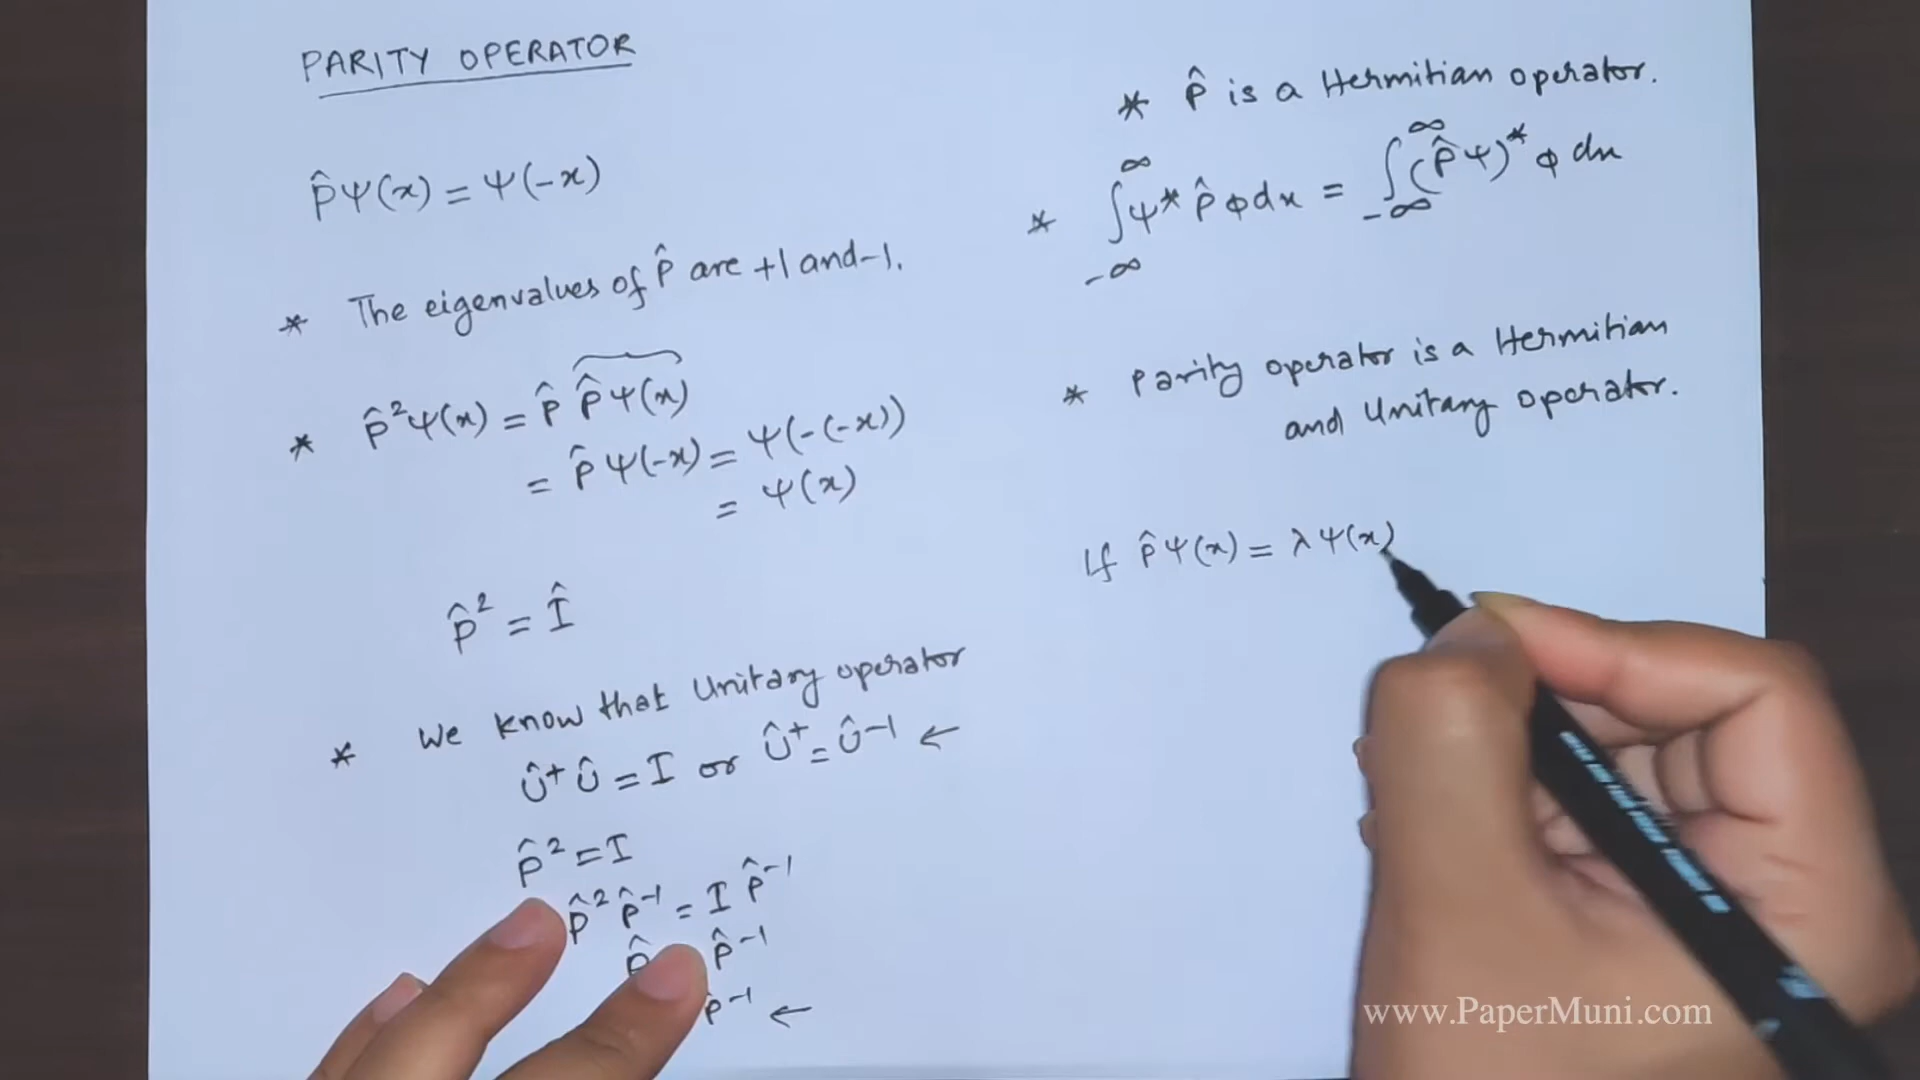 PARITY OPERATOR
P̂Ψ(x) = Ψ(-x)
* The eigenvalues of P̂ are +1 and -1.
* P̂²Ψ(x) = P̂ P̂Ψ(x)
= P̂Ψ(-x) = Ψ(-(-x))
= Ψ(x)
P̂² = Î
* We know that Unitary operator
Û⁺Û = I or Û⁺ = Û⁻¹ ←
P̂² = I
P̂² P̂⁻¹ = I P̂⁻¹
P̂ P̂⁻¹
P̂⁻¹ ←
* P̂ is a Hermitian operator.
* ∫_{-∞}^{∞} Ψ* P̂ φ dx = ∫_{-∞}^{∞} (P̂Ψ)* φ dx
* Parity operator is a Hermitian
and Unitary operator.
If P̂Ψ(x) = λΨ(x)
www.PaperMuni.com